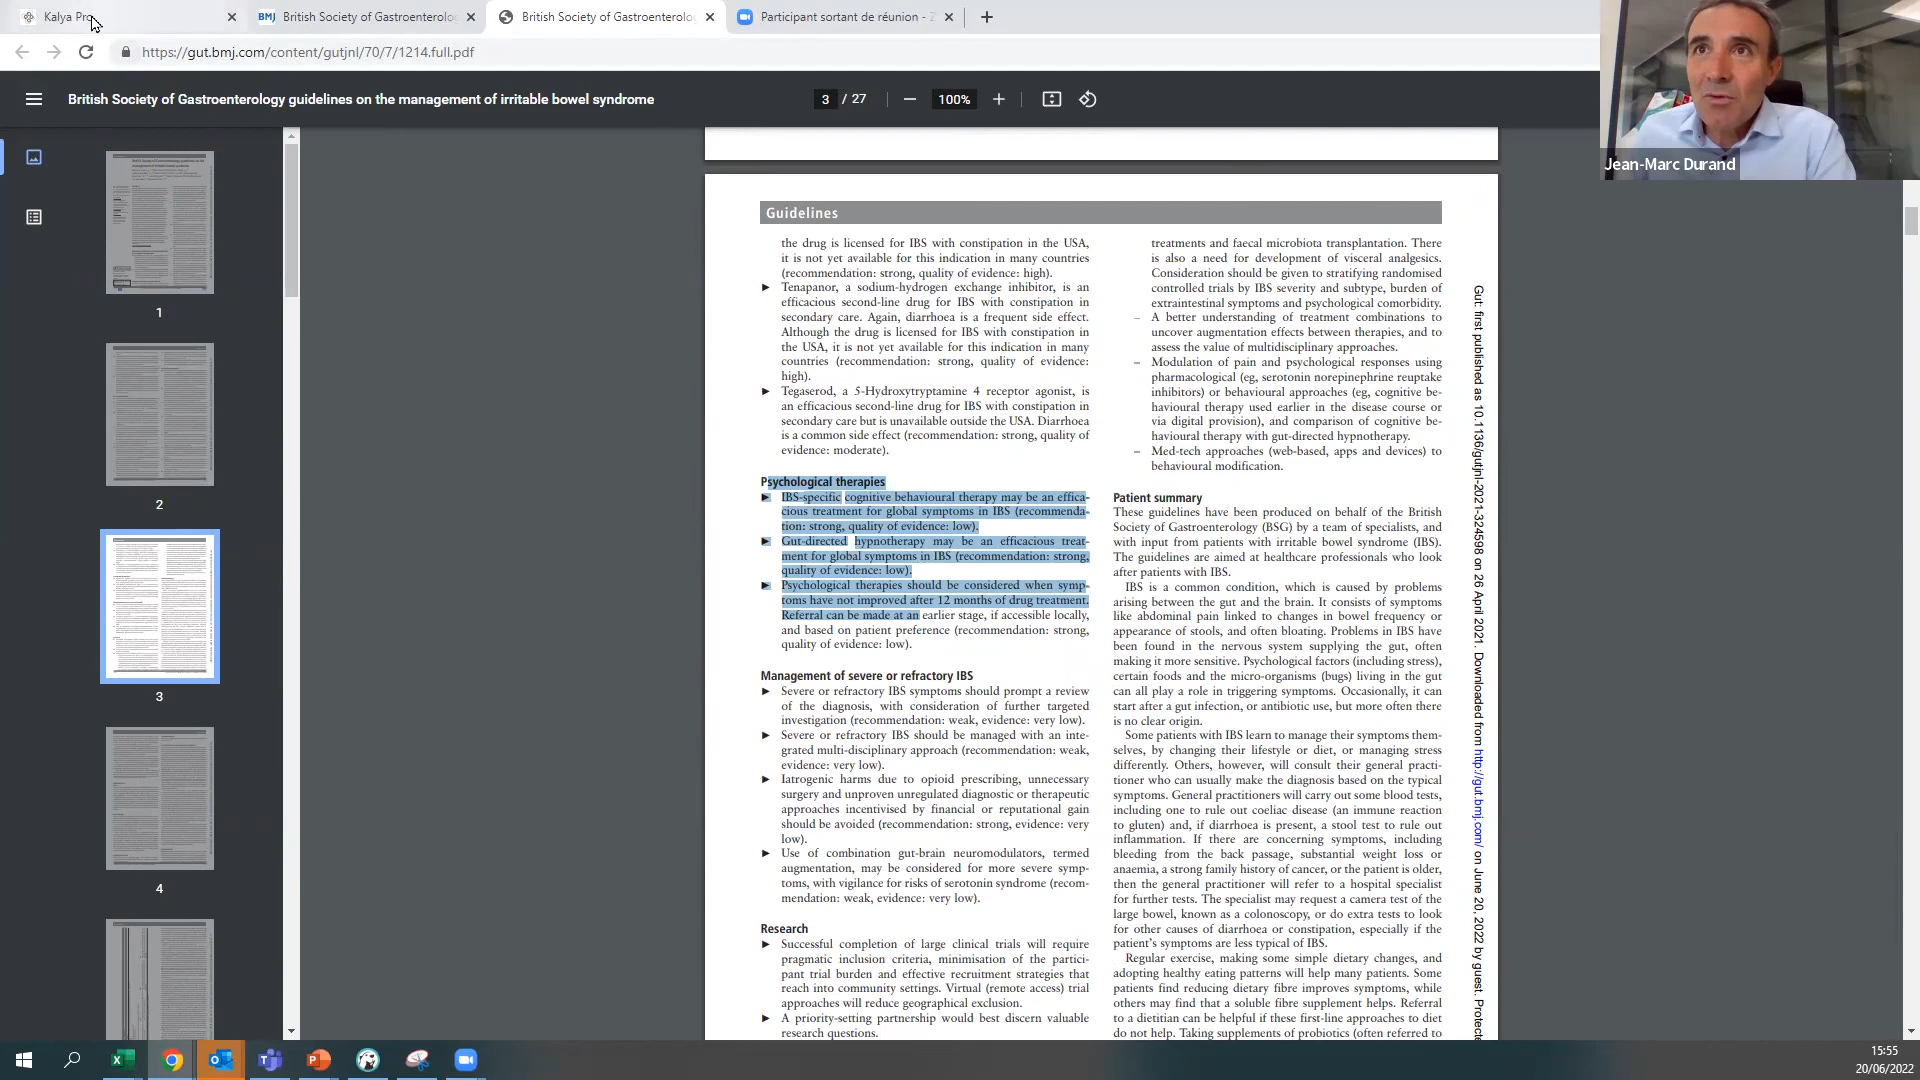 Kalya Pro
BMJ British Society of Gastroenterolo
British Society of Gastroenterolo
Participant sortant de réunion - Z
https://gut.bmj.com/content/gutjnl/70/7/1214.full.pdf
British Society of Gastroenterology guidelines on the management of irritable bowel syndrome
3 / 27
100%
Jean-Marc Durand
1
2
3
4
Guidelines
the drug is licensed for IBS with constipation in the USA,
it is not yet available for this indication in many countries
(recommendation: strong, quality of evidence: high).
► Tenapanor, a sodium-hydrogen exchange inhibitor, is an
efficacious second-line drug for IBS with constipation in
secondary care. Again, diarrhoea is a frequent side effect.
Although the drug is licensed for IBS with constipation in
the USA, it is not yet available for this indication in many
countries (recommendation: strong, quality of evidence:
high).
► Tegaserod, a 5-Hydroxytryptamine 4 receptor agonist, is
an efficacious second-line drug for IBS with constipation in
secondary care but is unavailable outside the USA. Diarrhoea
is a common side effect (recommendation: strong, quality of
evidence: moderate).
Psychological therapies
► IBS-specific cognitive behavioural therapy may be an effica-
cious treatment for global symptoms in IBS (recommenda-
tion: strong, quality of evidence: low).
► Gut-directed hypnotherapy may be an efficacious treat-
ment for global symptoms in IBS (recommendation: strong,
quality of evidence: low).
► Psychological therapies should be considered when symp-
toms have not improved after 12 months of drug treatment.
Referral can be made at an earlier stage, if accessible locally,
and based on patient preference (recommendation: strong,
quality of evidence: low).
Management of severe or refractory IBS
► Severe or refractory IBS symptoms should prompt a review
of the diagnosis, with consideration of further targeted
investigation (recommendation: weak, evidence: very low).
► Severe or refractory IBS should be managed with an inte-
grated multi-disciplinary approach (recommendation: weak,
evidence: very low).
► Iatrogenic harms due to opioid prescribing, unnecessary
surgery and unproven unregulated diagnostic or therapeutic
approaches incentivised by financial or reputational gain
should be avoided (recommendation: strong, evidence: very
low).
► Use of combination gut-brain neuromodulators, termed
augmentation, may be considered for more severe symp-
toms, with vigilance for risks of serotonin syndrome (recom-
mendation: weak, evidence: very low).
Research
► Successful completion of large clinical trials will require
pragmatic inclusion criteria, minimisation of the partici-
pant trial burden and effective recruitment strategies that
reach into community settings. Virtual (remote access) trial
approaches will reduce geographical exclusion.
► A priority-setting partnership would best discern valuable
research questions.
treatments and faecal microbiota transplantation. There
is also a need for development of visceral analgesics.
Consideration should be given to stratifying randomised
controlled trials by IBS severity and subtype, burden of
extraintestinal symptoms and psychological comorbidity.
– A better understanding of treatment combinations to
uncover augmentation effects between therapies, and to
assess the value of multidisciplinary approaches.
– Modulation of pain and psychological responses using
pharmacological (eg, serotonin norepinephrine reuptake
inhibitors) or behavioural approaches (eg, cognitive be-
havioural therapy used earlier in the disease course or
via digital provision), and comparison of cognitive be-
havioural therapy with gut-directed hypnotherapy.
– Med-tech approaches (web-based, apps and devices) to
behavioural modification.
Patient summary
These guidelines have been produced on behalf of the British
Society of Gastroenterology (BSG) by a team of specialists, and
with input from patients with irritable bowel syndrome (IBS).
The guidelines are aimed at healthcare professionals who look
after patients with IBS.
IBS is a common condition, which is caused by problems
arising between the gut and the brain. It consists of symptoms
like abdominal pain linked to changes in bowel frequency or
appearance of stools, and often bloating. Problems in IBS have
been found in the nervous system supplying the gut, often
making it more sensitive. Psychological factors (including stress),
certain foods and the micro-organisms (bugs) living in the gut
can all play a role in triggering symptoms. Occasionally, it can
start after a gut infection, or antibiotic use, but more often there
is no clear origin.
Some patients with IBS learn to manage their symptoms them-
selves, by changing their lifestyle or diet, or managing stress
differently. Others, however, will consult their general practi-
tioner who can usually make the diagnosis based on the typical
symptoms. General practitioners will carry out some blood tests,
including one to rule out coeliac disease (an immune reaction
to gluten) and, if diarrhoea is present, a stool test to rule out
inflammation. If there are concerning symptoms, including
bleeding from the back passage, substantial weight loss or
anaemia, a strong family history of cancer, or the patient is older,
then the general practitioner will refer to a hospital specialist
for further tests. The specialist may request a camera test of the
large bowel, known as a colonoscopy, or do extra tests to look
for other causes of diarrhoea or constipation, especially if the
patient's symptoms are less typical of IBS.
Regular exercise, making some simple dietary changes, and
adopting healthy eating patterns will help many patients. Some
patients find reducing dietary fibre improves symptoms, while
others may find that a soluble fibre supplement helps. Referral
to a dietitian can be helpful if these first-line approaches to diet
do not help. Taking supplements of probiotics (often referred to
Gut: first published as 10.1136/gutjnl-2021-324598 on 26 April 2021. Downloaded from http://gut.bmj.com/ on June 20, 2022 by guest. Protec
15:55
20/06/2022